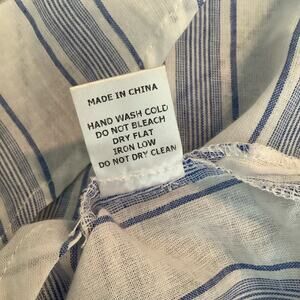 MADE IN CHINA
HAND WASH COLD
DO NOT BLEACH
DRY FLAT
IRON LOW
DO NOT DRY CLEAN